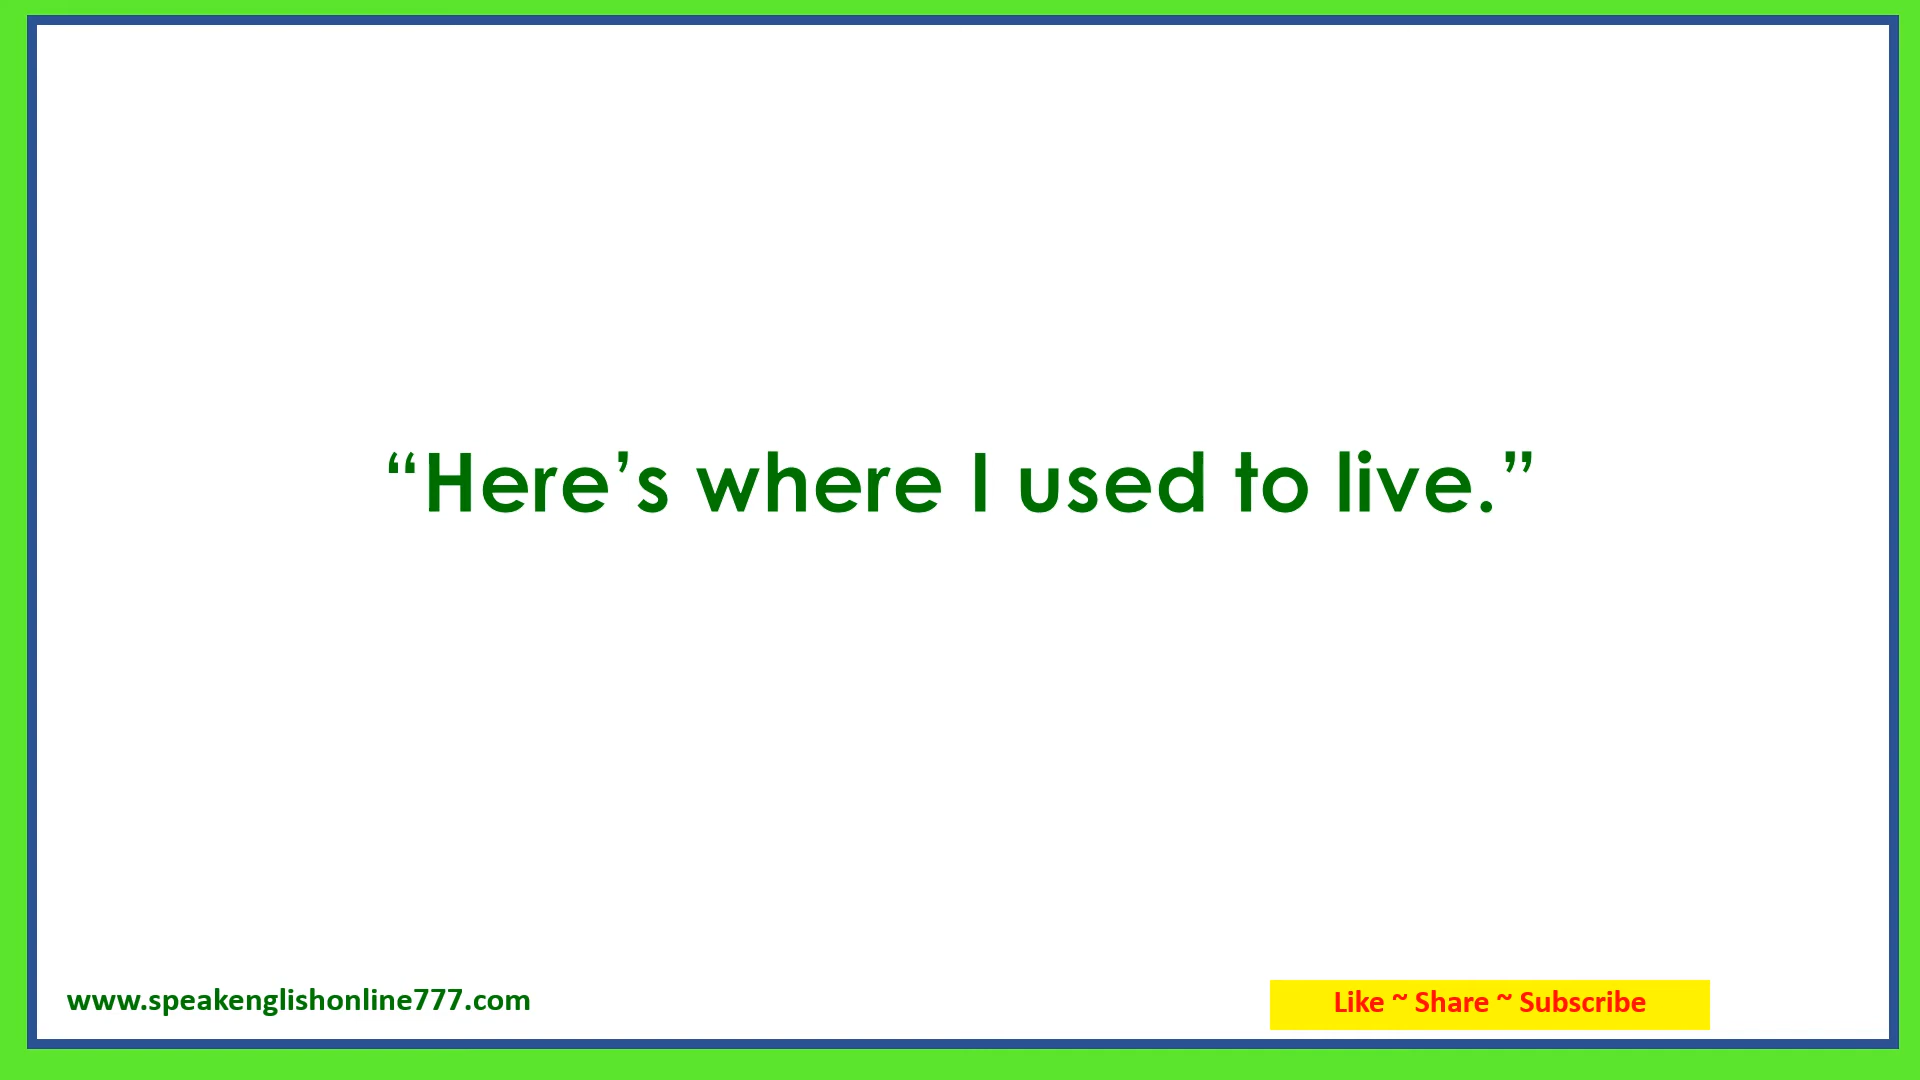 “Here’s where I used to live.”
www.speakenglishonline777.com
Like ~ Share ~ Subscribe